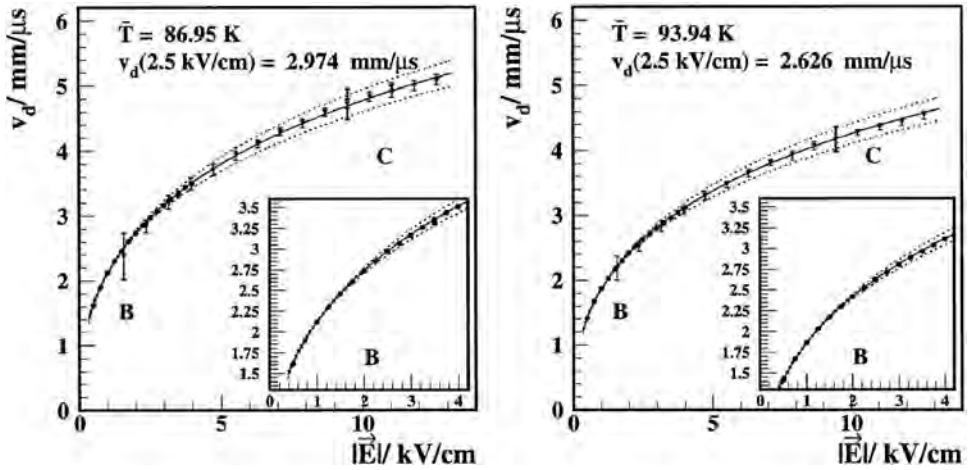 v_d / mm/μs
6
5
4
3
2
1
0
T̄ = 86.95 K
v_d(2.5 kV/cm) = 2.974 mm/μs
C
B
3.5
3.25
3
2.75
2.5
2.25
2
1.75
1.5
B
0 1 2 3 4
0 5 10
|E⃗|/ kV/cm
v_d / mm/μs
6
5
4
3
2
1
0
T̄ = 93.94 K
v_d(2.5 kV/cm) = 2.626 mm/μs
C
B
3.5
3.25
3
2.75
2.5
2.25
2
1.75
1.5
B
0 1 2 3 4
0 5 10
|E⃗|/ kV/cm